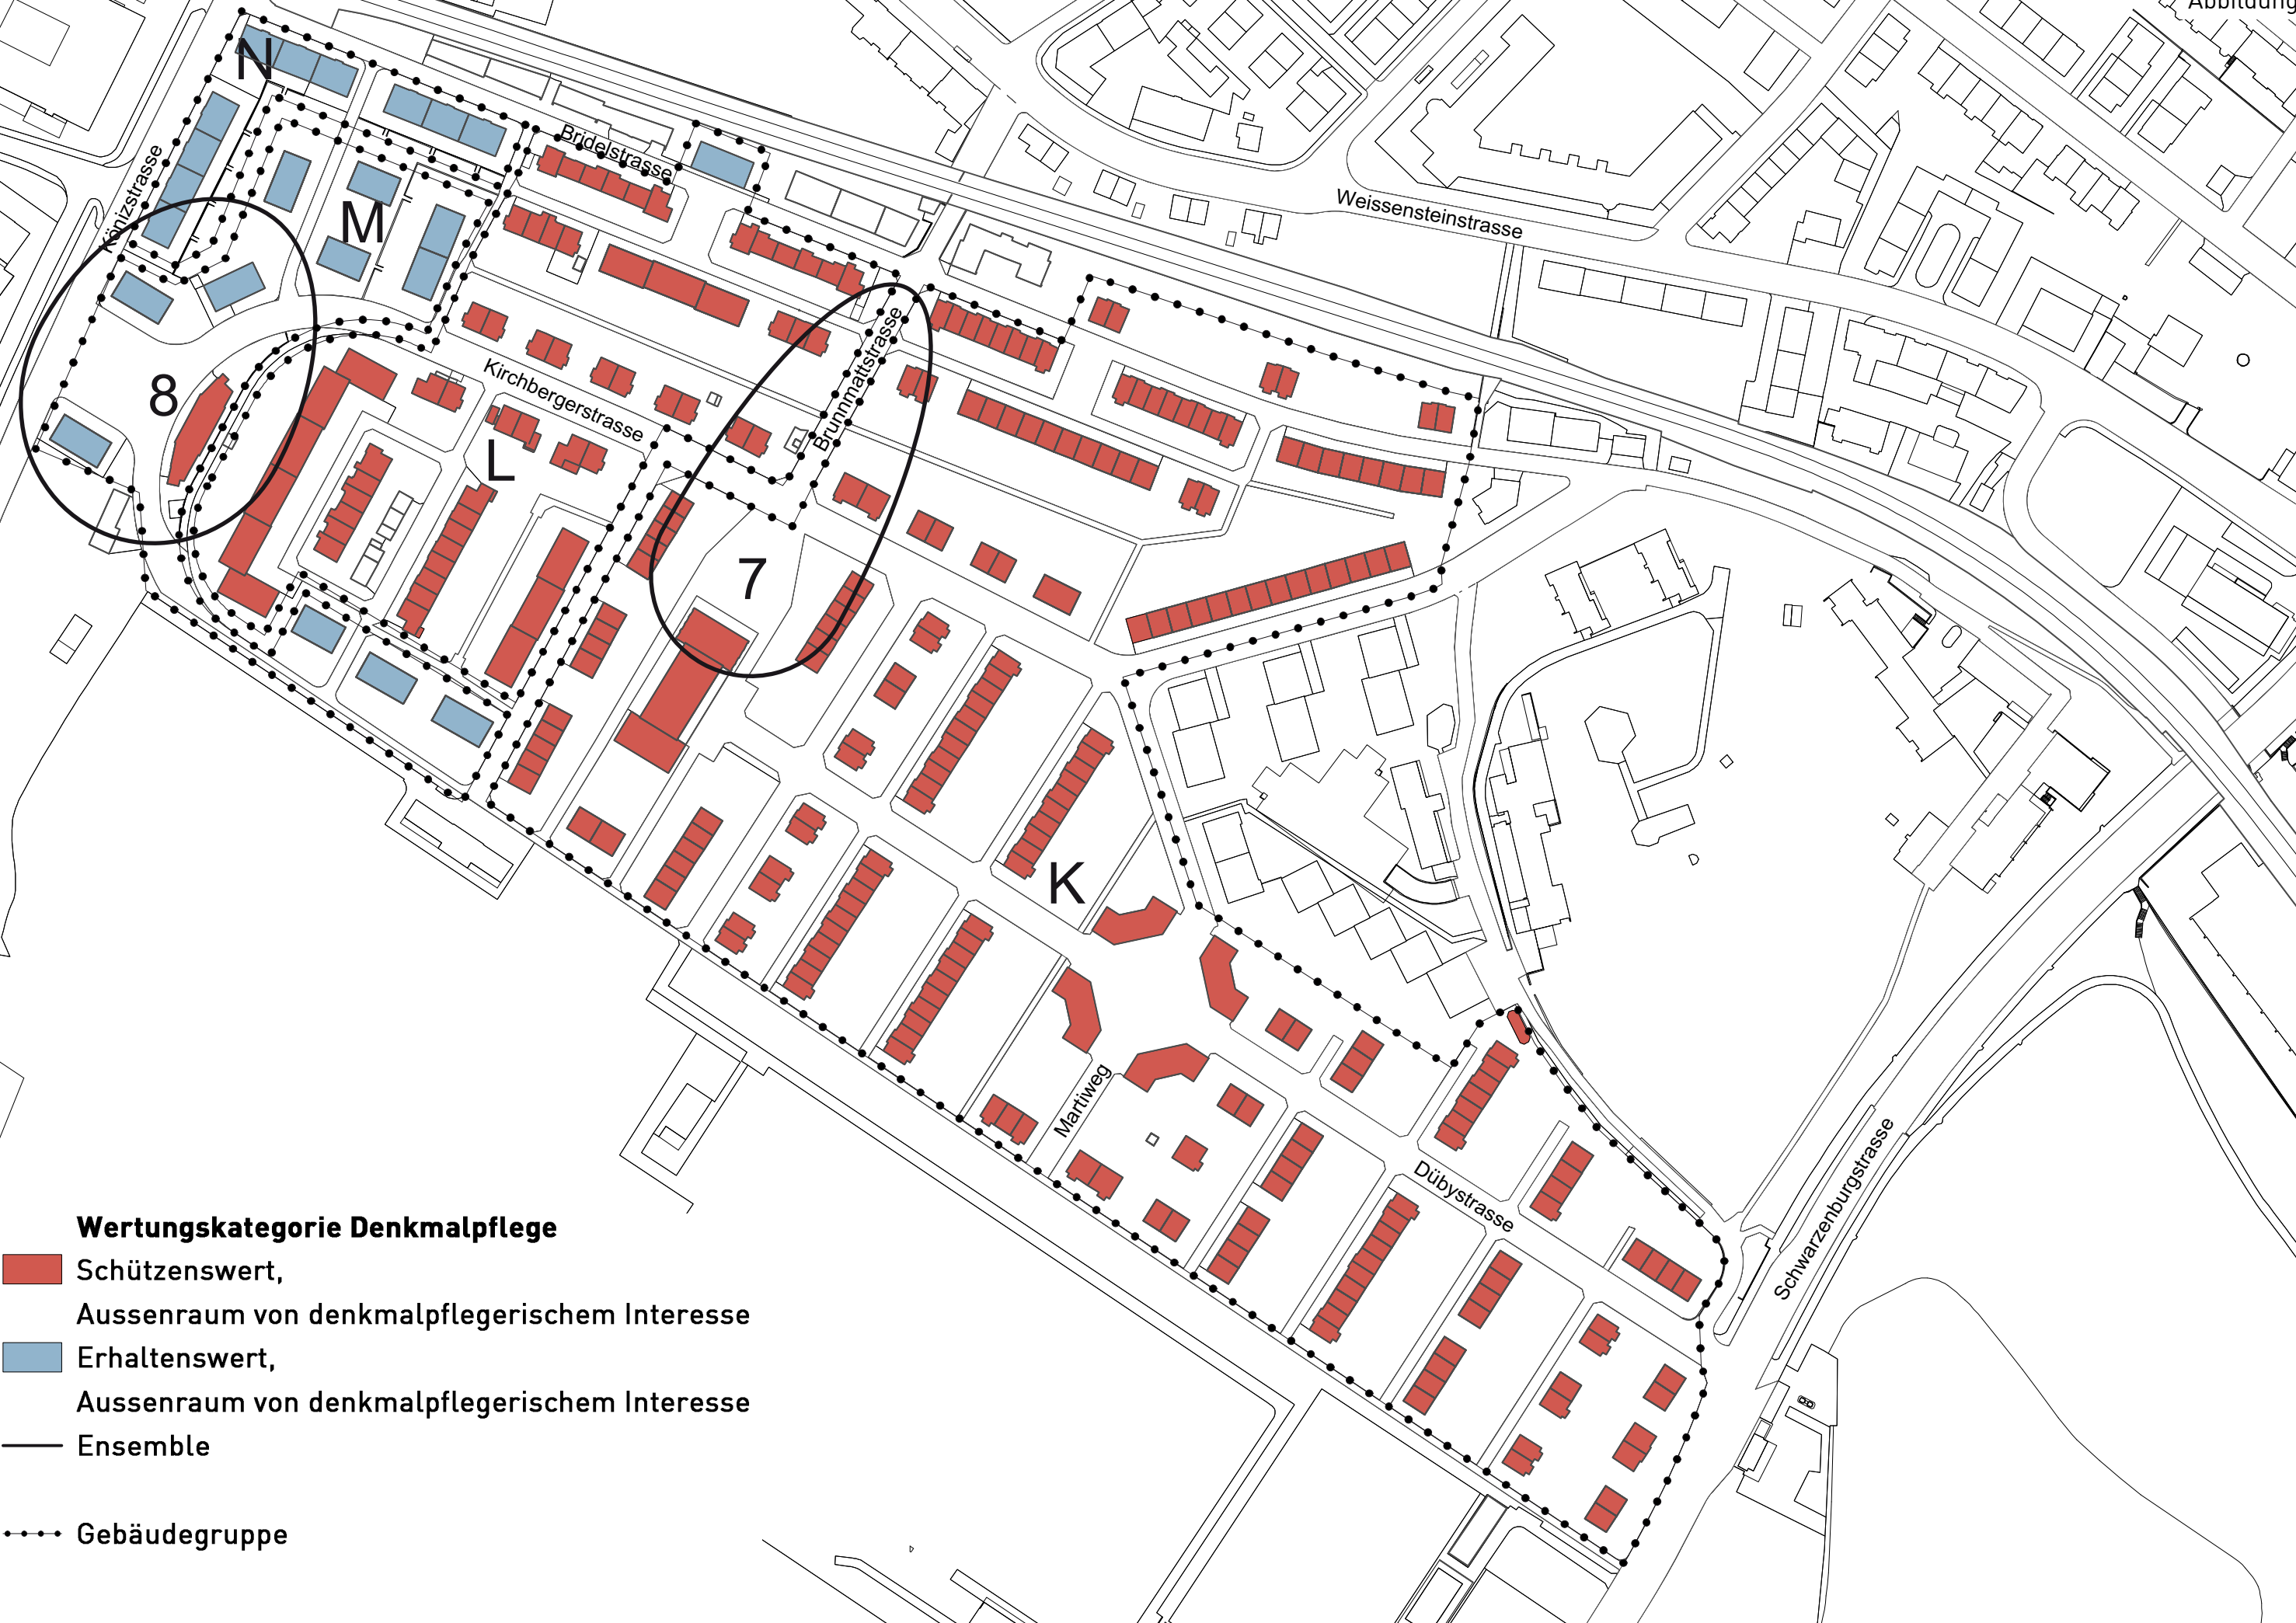 Abbildung
N
Bridelstrasse
Könizstrasse
M
Weissensteinstrasse
8
Kirchbergerstrasse
Brunnmattstrasse
L
7
K
Martiweg
Dübystrasse
Schwarzenburgstrasse
Wertungskategorie Denkmalpflege
Schützenswert,
Aussenraum von denkmalpflegerischem Interesse
Erhaltenswert,
Aussenraum von denkmalpflegerischem Interesse
Ensemble
Gebäudegruppe